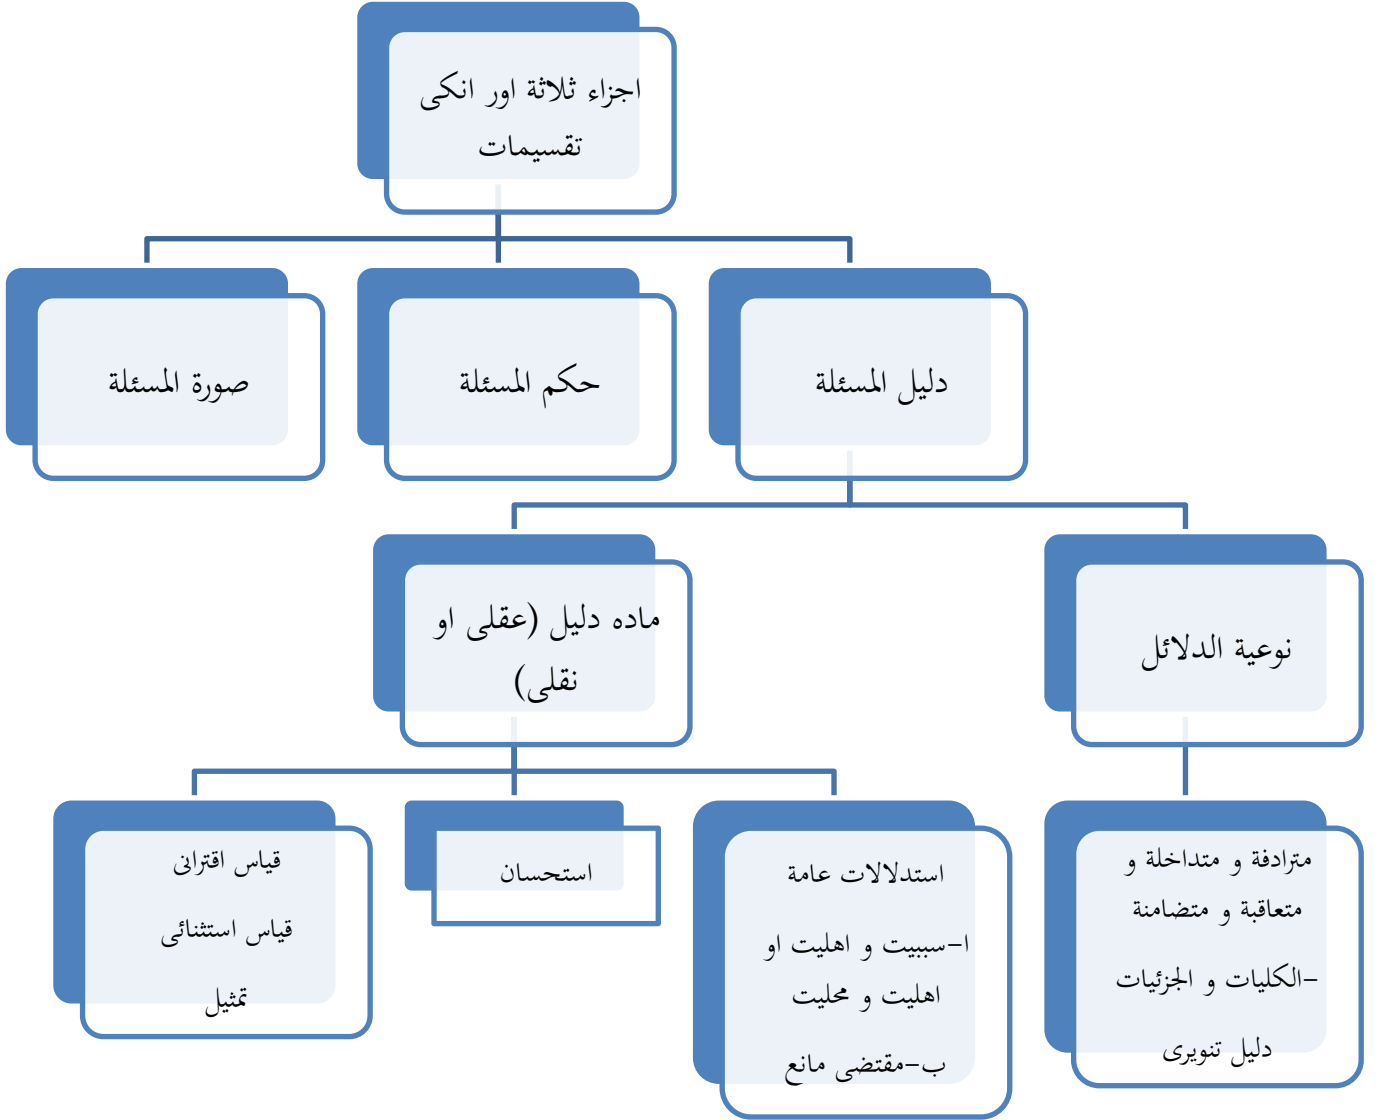 اجزاء ثلاثة اور انکی
تقسیمات
دلیل المسئلة
حکم المسئلة
صورة المسئلة
نوعیة الدلائل
ماده دلیل (عقلی او
نقلی)
مترادفة و متداخلة و
متعاقبة و متضامنة
-الکلیات و الجزئیات
دلیل تنویری
استدلالات عامة
ا-سببیت و اهلیت او
اهلیت و محلیت
ب-مقتضی مانع
استحسان
قیاس اقترانی
قیاس استثنائی
تمثیل